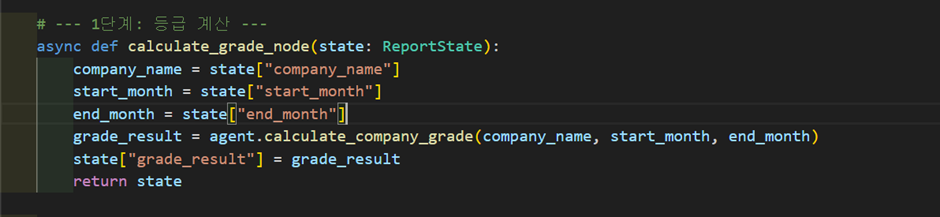 # --- 1단계: 등급 계산 ---
async def calculate_grade_node(state: ReportState):
    company_name = state["company_name"]
    start_month = state["start_month"]
    end_month = state["end_month"]
    grade_result = agent.calculate_company_grade(company_name, start_month, end_month)
    state["grade_result"] = grade_result
    return state